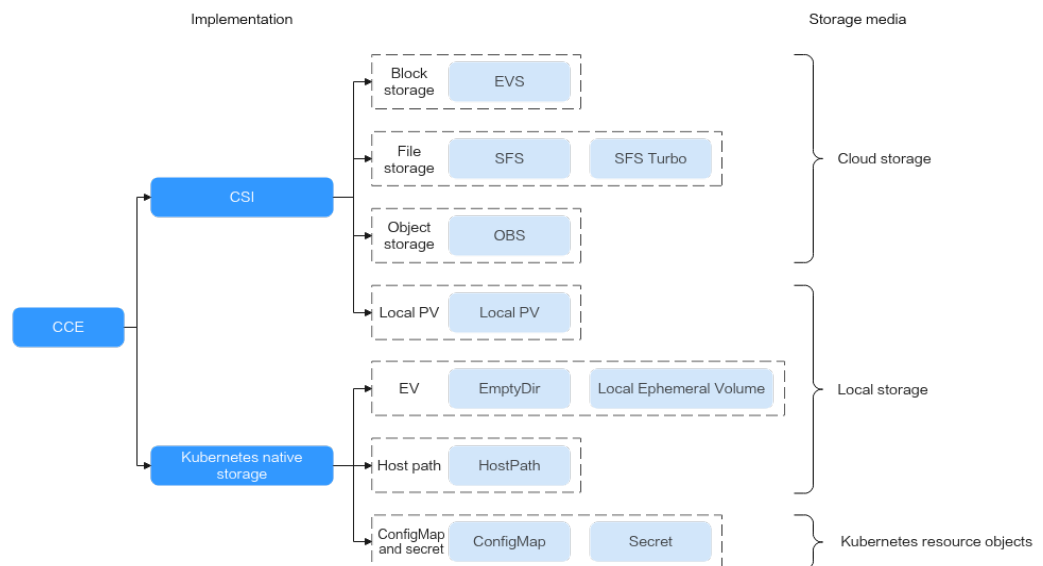 Implementation
Storage media
Block
storage
EVS
File
storage
SFS
SFS Turbo
Cloud storage
CSI
Object
storage
OBS
Local PV
Local PV
CCE
EV
EmptyDir
Local Ephemeral Volume
Local storage
Kubernetes native
storage
Host path
HostPath
ConfigMap
and secret
ConfigMap
Secret
Kubernetes resource objects